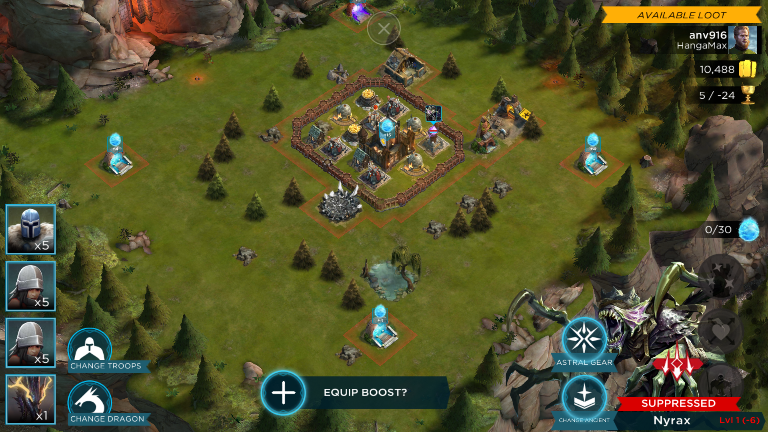 AVAILABLE LOOT
anv916
HangaMax
10,488
5 / -24
0/30
x5
x5
x5
x1
CHANGE TROOPS
CHANGE DRAGON
EQUIP BOOST?
ASTRAL GEAR
CHANGE ANCIENT
SUPPRESSED
Nyrax
Lvl 1 (-6)